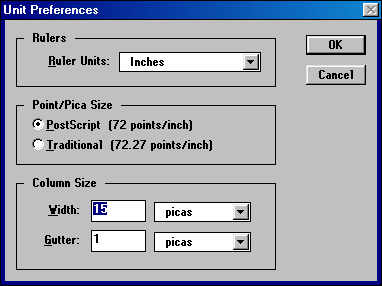 Unit Preferences
Rulers
Ruler Units: Inches
OK
Cancel
Point/Pica Size
PostScript (72 points/inch)
Traditional (72.27 points/inch)
Column Size
Width: 15 picas
Gutter: 1 picas